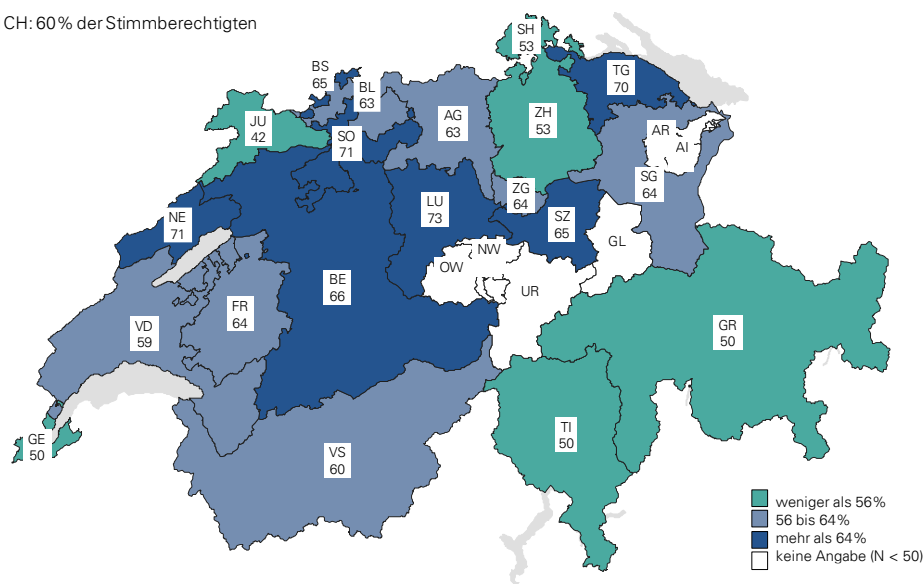 CH: 60% der Stimmberechtigten
SH
53
BS
65
BL
63
TG
70
JU
42
AG
63
ZH
53
AR
AI
SO
71
SG
64
ZG
64
LU
73
NE
71
SZ
65
GL
NW
OW
UR
BE
66
FR
64
VD
59
GR
50
TI
50
GE
50
VS
60
weniger als 56%
56 bis 64%
mehr als 64%
keine Angabe (N < 50)